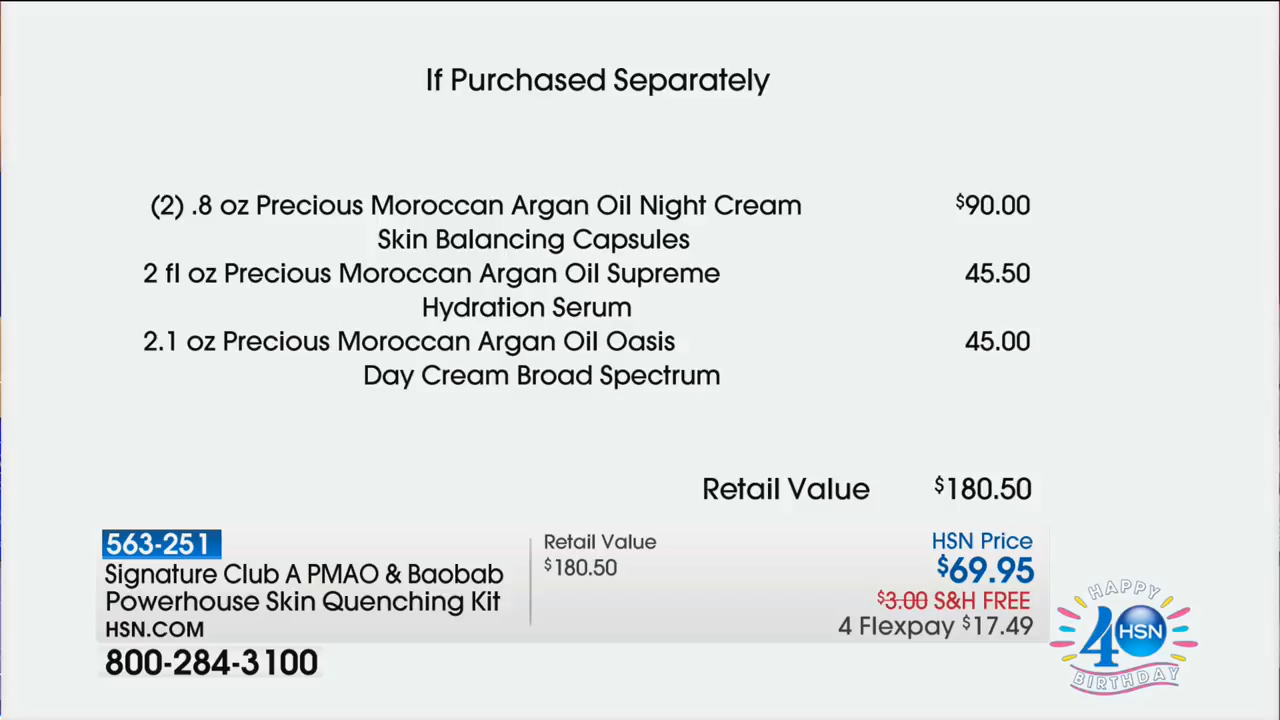 If Purchased Separately
(2) .8 oz Precious Moroccan Argan Oil Night Cream $90.00
Skin Balancing Capsules
2 fl oz Precious Moroccan Argan Oil Supreme 45.50
Hydration Serum
2.1 oz Precious Moroccan Argan Oil Oasis 45.00
Day Cream Broad Spectrum
Retail Value $180.50
563-251
Signature Club A PMAO & Baobab
Powerhouse Skin Quenching Kit
HSN.COM
800-284-3100
Retail Value
$180.50
HSN Price
$69.95
$3.00 S&H FREE
4 Flexpay $17.49
HAPPY
40 HSN
BIRTHDAY